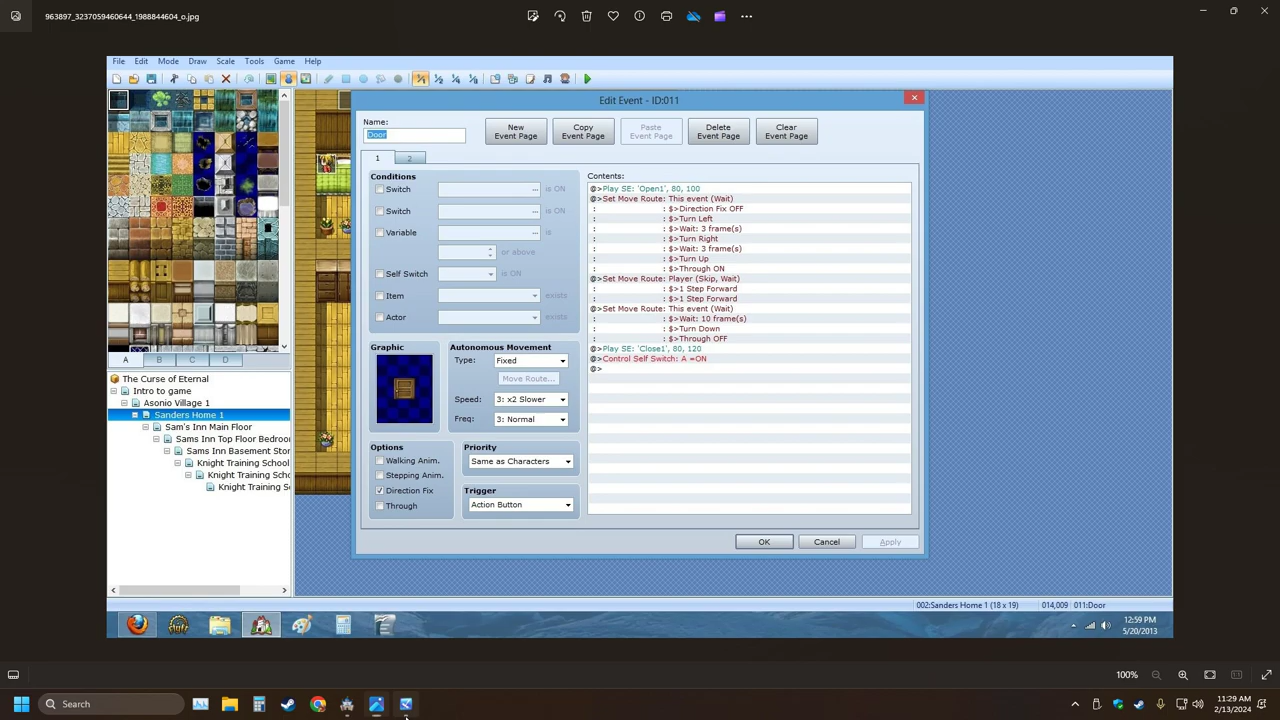 963897_3237059460644_1988844604_o.jpg
File Edit Mode Draw Scale Tools Game Help
Edit Event - ID:011
Name:
Door
New Event Page
Copy Event Page
Paste Event Page
Delete Event Page
Clear Event Page
1 2
Conditions
Switch ... is ON
Switch ... is ON
Variable ... is
or above
Self Switch is ON
Item exists
Actor exists
Graphic
Autonomous Movement
Type: Fixed
Move Route...
Speed: 3: x2 Slower
Freq: 3: Normal
Options
Walking Anim.
Stepping Anim.
Direction Fix
Through
Priority
Same as Characters
Trigger
Action Button
Contents:
@>Play SE: 'Open1', 80, 100
@>Set Move Route: This event (Wait)
: : $>Direction Fix OFF
: : $>Turn Left
: : $>Wait: 3 frame(s)
: : $>Turn Right
: : $>Wait: 3 frame(s)
: : $>Turn Up
: : $>Through ON
@>Set Move Route: Player (Skip, Wait)
: : $>1 Step Forward
: : $>1 Step Forward
@>Set Move Route: This event (Wait)
: : $>Wait: 10 frame(s)
: : $>Turn Down
: : $>Through OFF
@>Play SE: 'Close1', 80, 120
@>Control Self Switch: A =ON
@>
OK Cancel Apply
A B C D
The Curse of Eternal
Intro to game
Asonio Village 1
Sanders Home 1
Sam's Inn Main Floor
Sams Inn Top Floor Bedroo
Sams Inn Basement Stor
Knight Training School
Knight Training Scho
Knight Training S
002:Sanders Home 1 (18 x 19) 014,009 011:Door
12:59 PM
5/20/2013
100%
Search
11:29 AM
2/13/2024